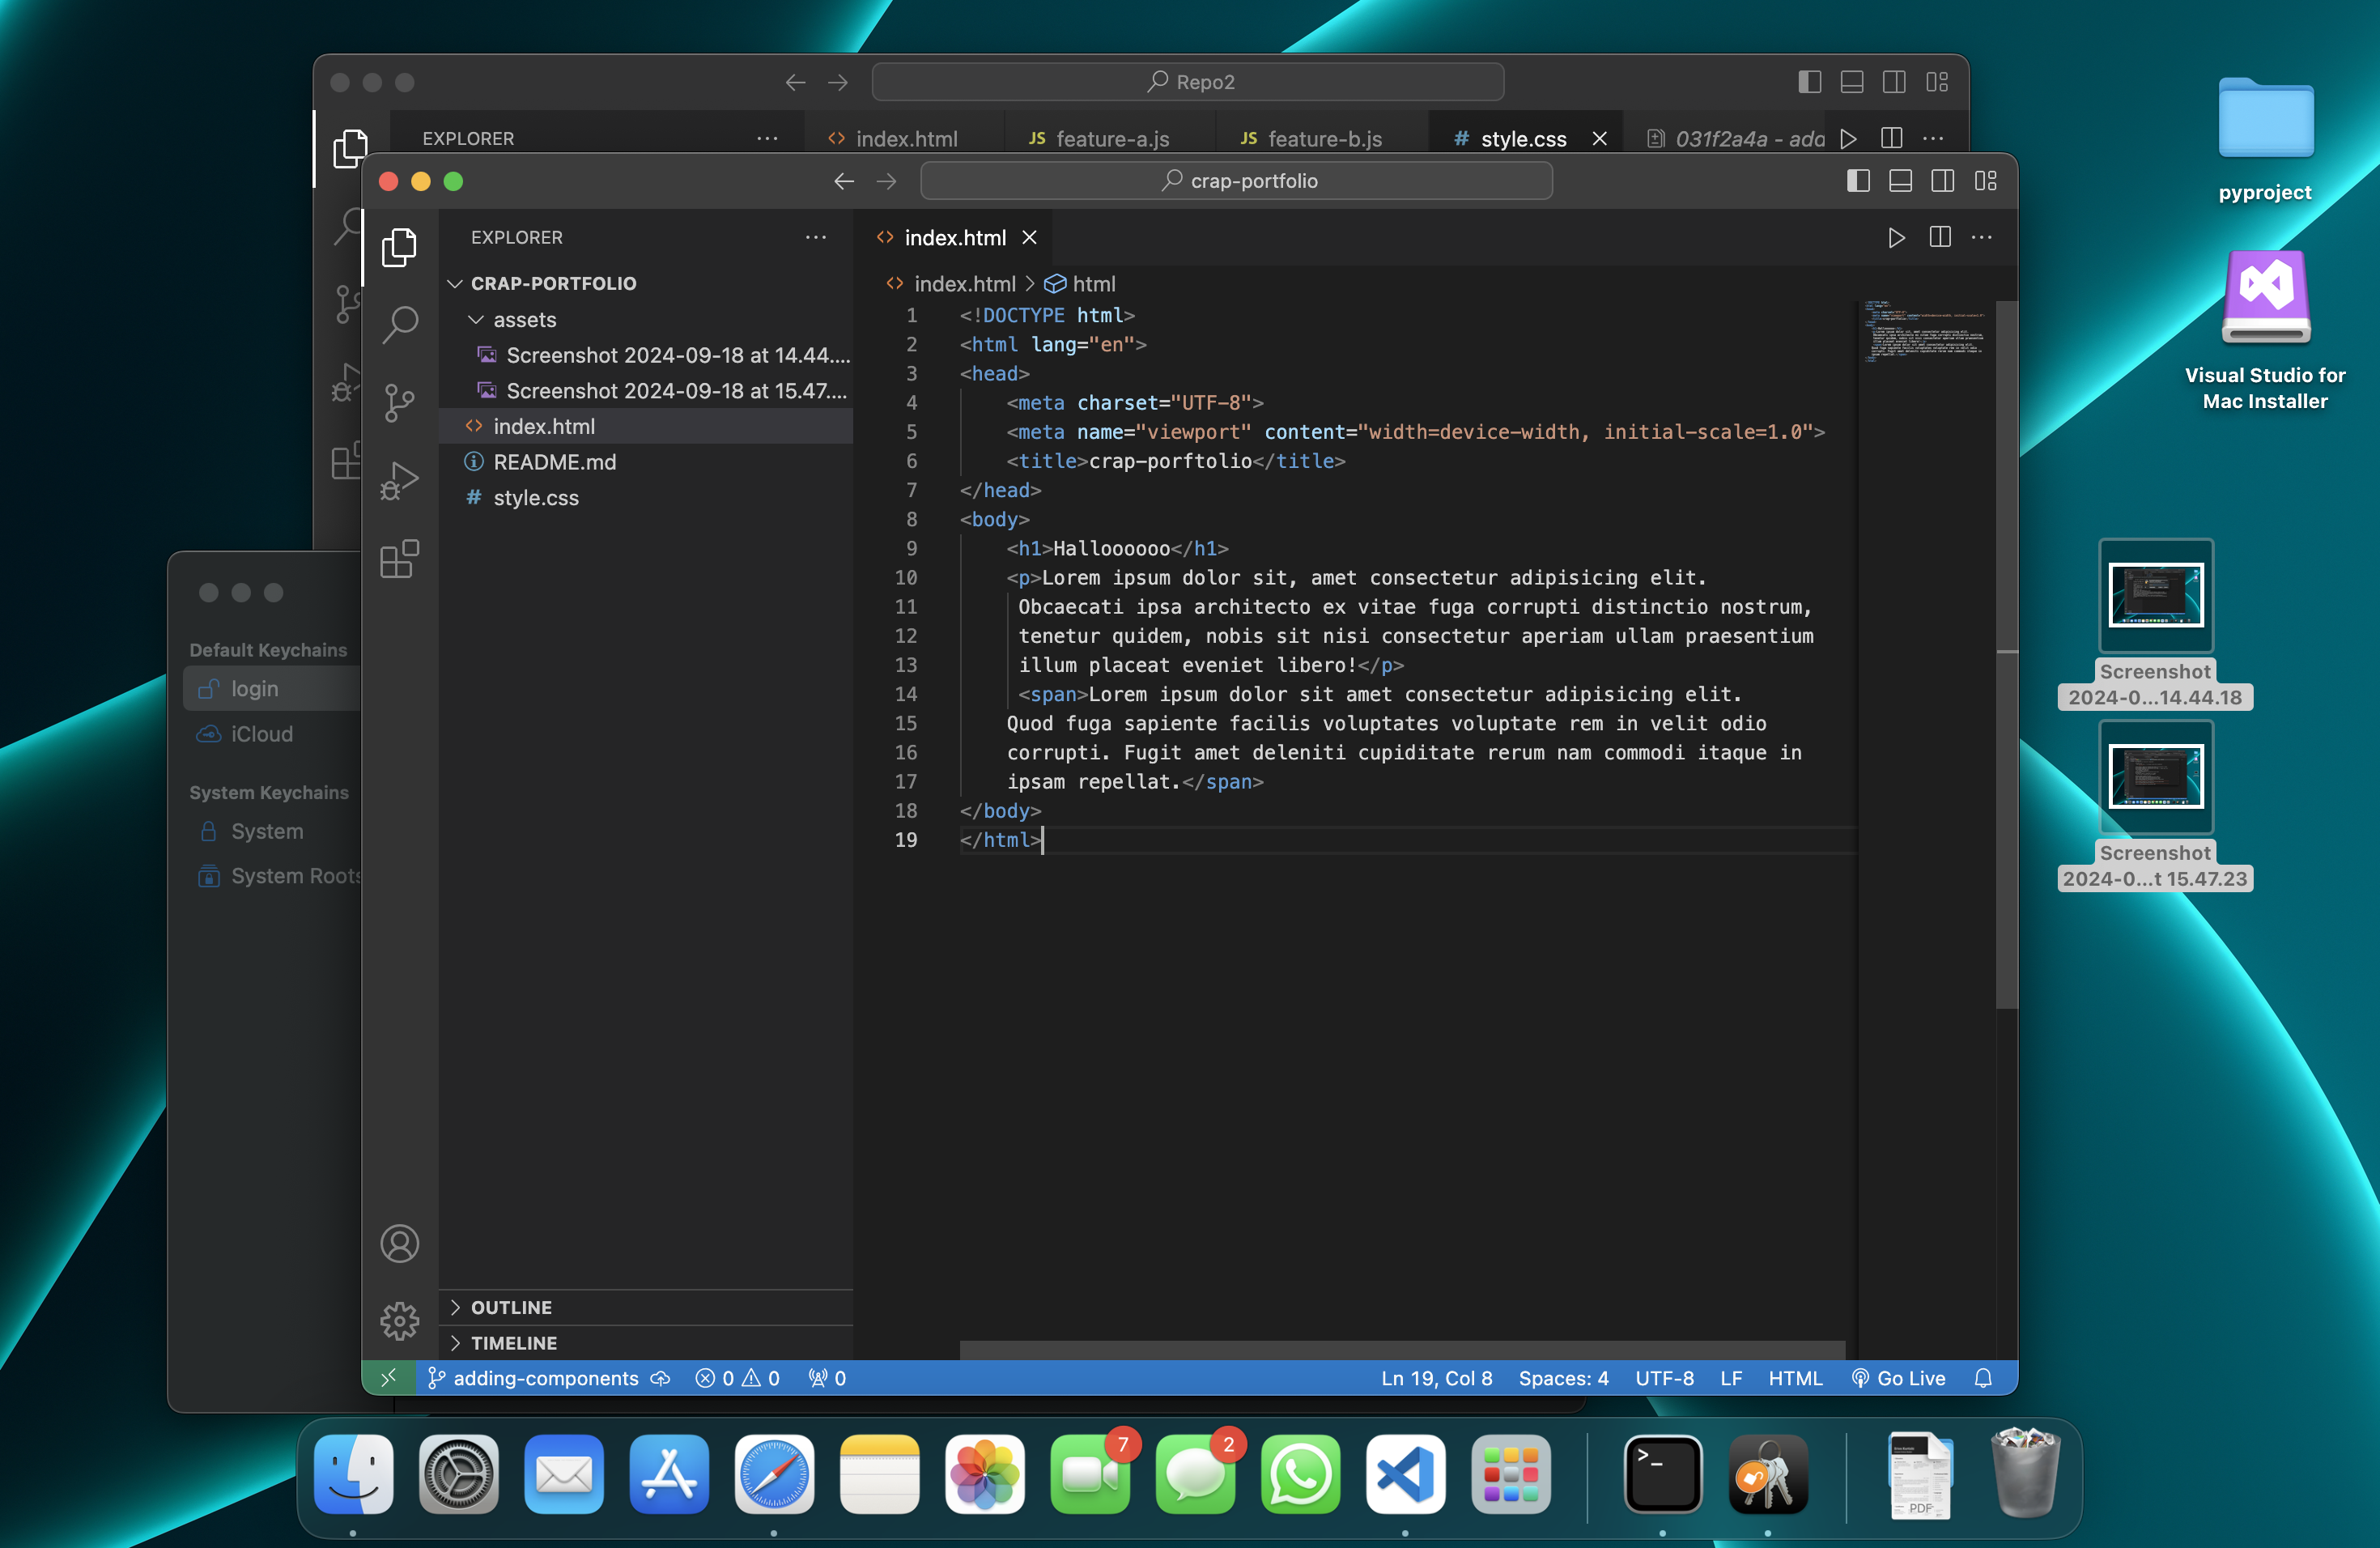 Repo2
EXPLORER
index.html
JS feature-a.js
JS feature-b.js
# style.css
031f2a4a - add
crap-portfolio
EXPLORER
index.html
CRAP-PORTFOLIO
assets
Screenshot 2024-09-18 at 14.44....
Screenshot 2024-09-18 at 15.47....
index.html
README.md
# style.css
index.html > html
1 <!DOCTYPE html>
2 <html lang="en">
3 <head>
4 <meta charset="UTF-8">
5 <meta name="viewport" content="width=device-width, initial-scale=1.0">
6 <title>crap-porftolio</title>
7 </head>
8 <body>
9 <h1>Halloooooo</h1>
10 <p>Lorem ipsum dolor sit, amet consectetur adipisicing elit.
11 Obcaecati ipsa architecto ex vitae fuga corrupti distinctio nostrum,
12 tenetur quidem, nobis sit nisi consectetur aperiam ullam praesentium
13 illum placeat eveniet libero!</p>
14 <span>Lorem ipsum dolor sit amet consectetur adipisicing elit.
15 Quod fuga sapiente facilis voluptates voluptate rem in velit odio
16 corrupti. Fugit amet deleniti cupiditate rerum nam commodi itaque in
17 ipsam repellat.</span>
18 </body>
19 </html>
OUTLINE
TIMELINE
adding-components
0 0
0
Ln 19, Col 8
Spaces: 4
UTF-8
LF
HTML
Go Live
Default Keychains
login
iCloud
System Keychains
System
System Roots
pyproject
Visual Studio for
Mac Installer
Screenshot
2024-0...14.44.18
Screenshot
2024-0...t 15.47.23
7
2
>_
PDF